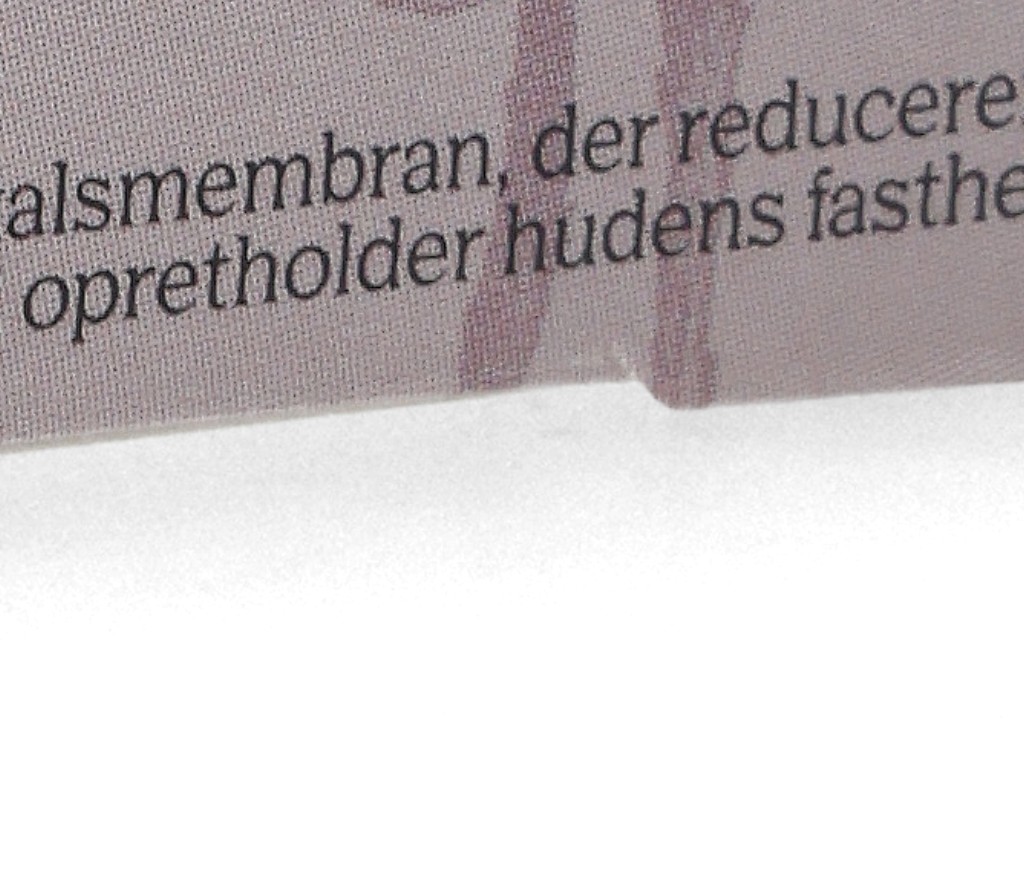 alsmembran, der reducere
opretholder hudens fasthe